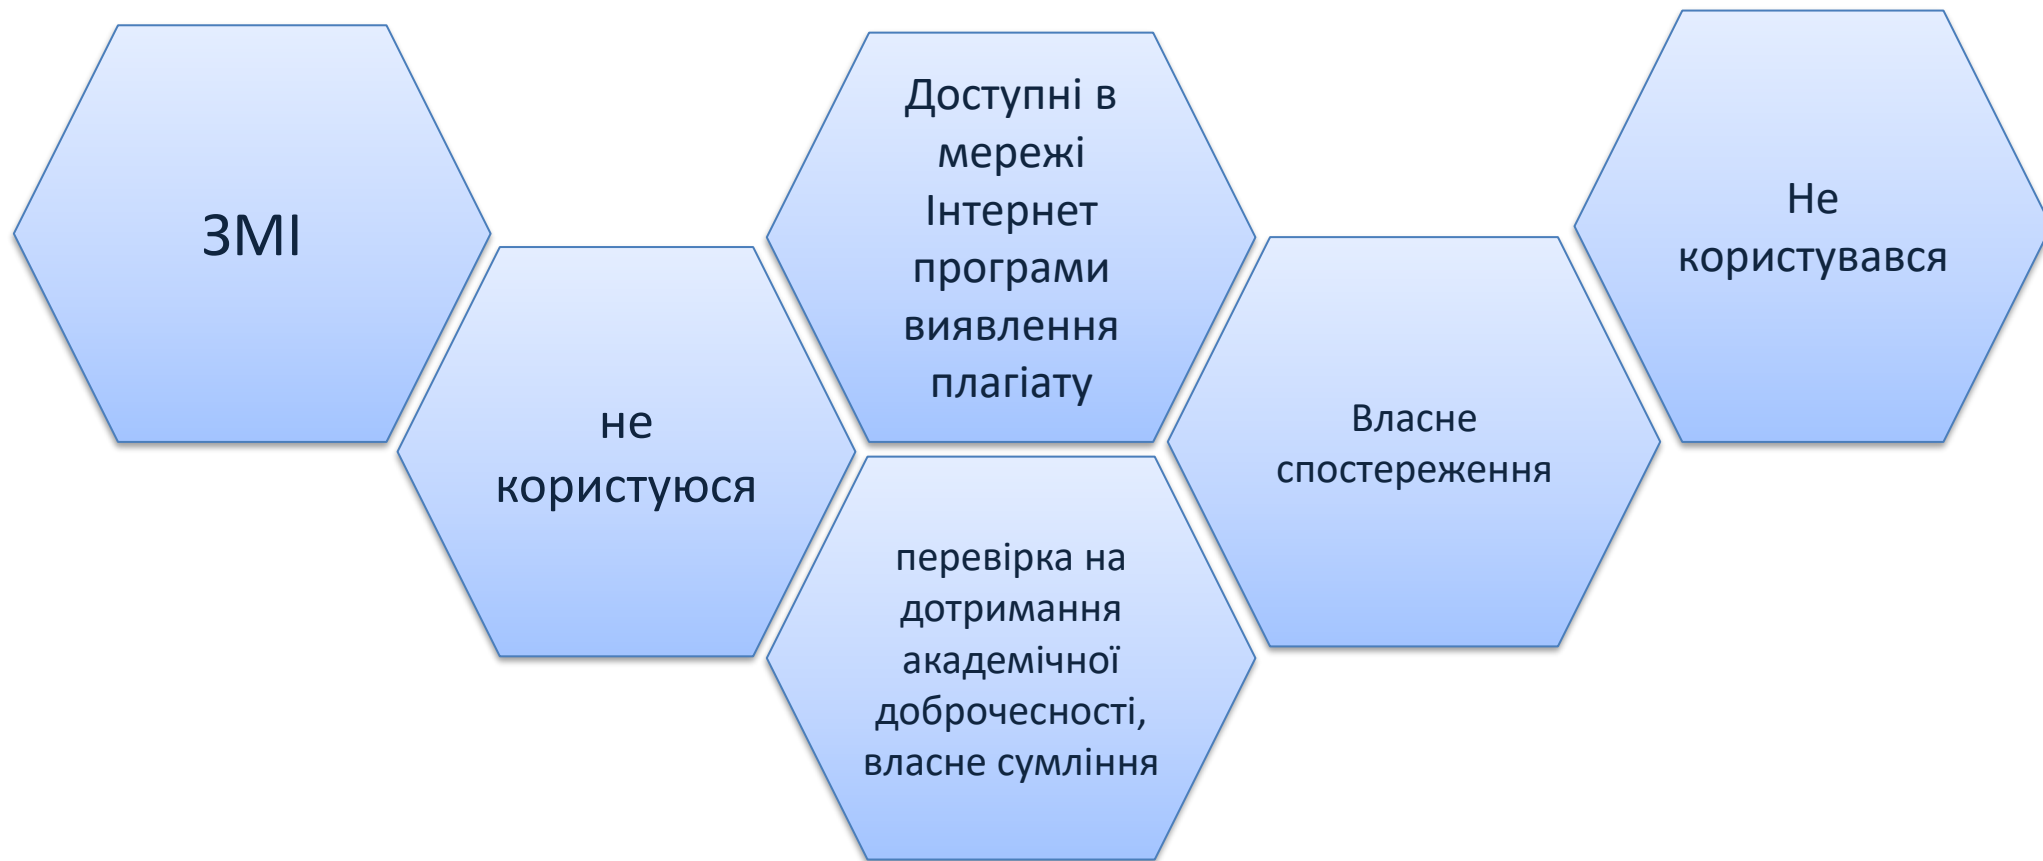 ЗМІ
не
користуюся
Доступні в
мережі
Інтернет
програми
виявлення
плагіату
перевірка на
дотримання
академічної
доброчесності,
власне сумління
Власне
спостереження
Не
користувався